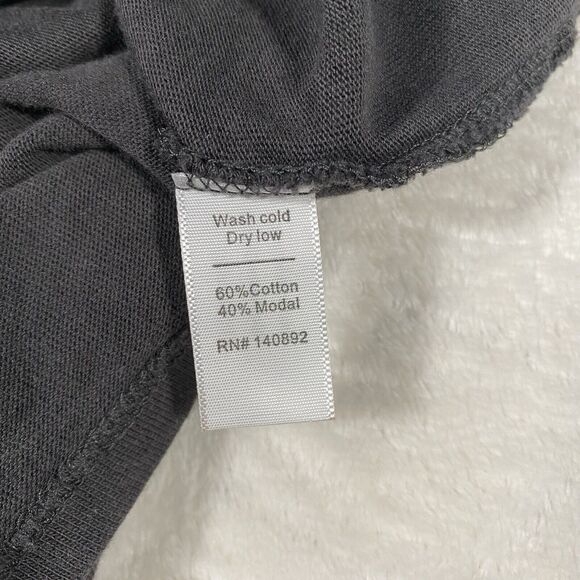 Wash cold
Dry low
60%Cotton
40% Modal
RN# 140892